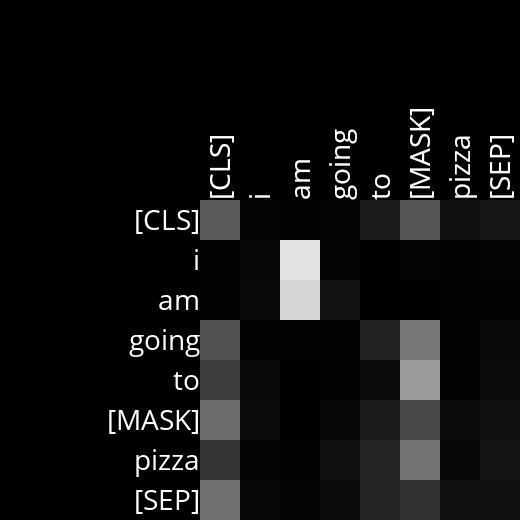 [CLS] i am going to [MASK] pizza [SEP]
[CLS]
i
am
going
to
[MASK]
pizza
[SEP]